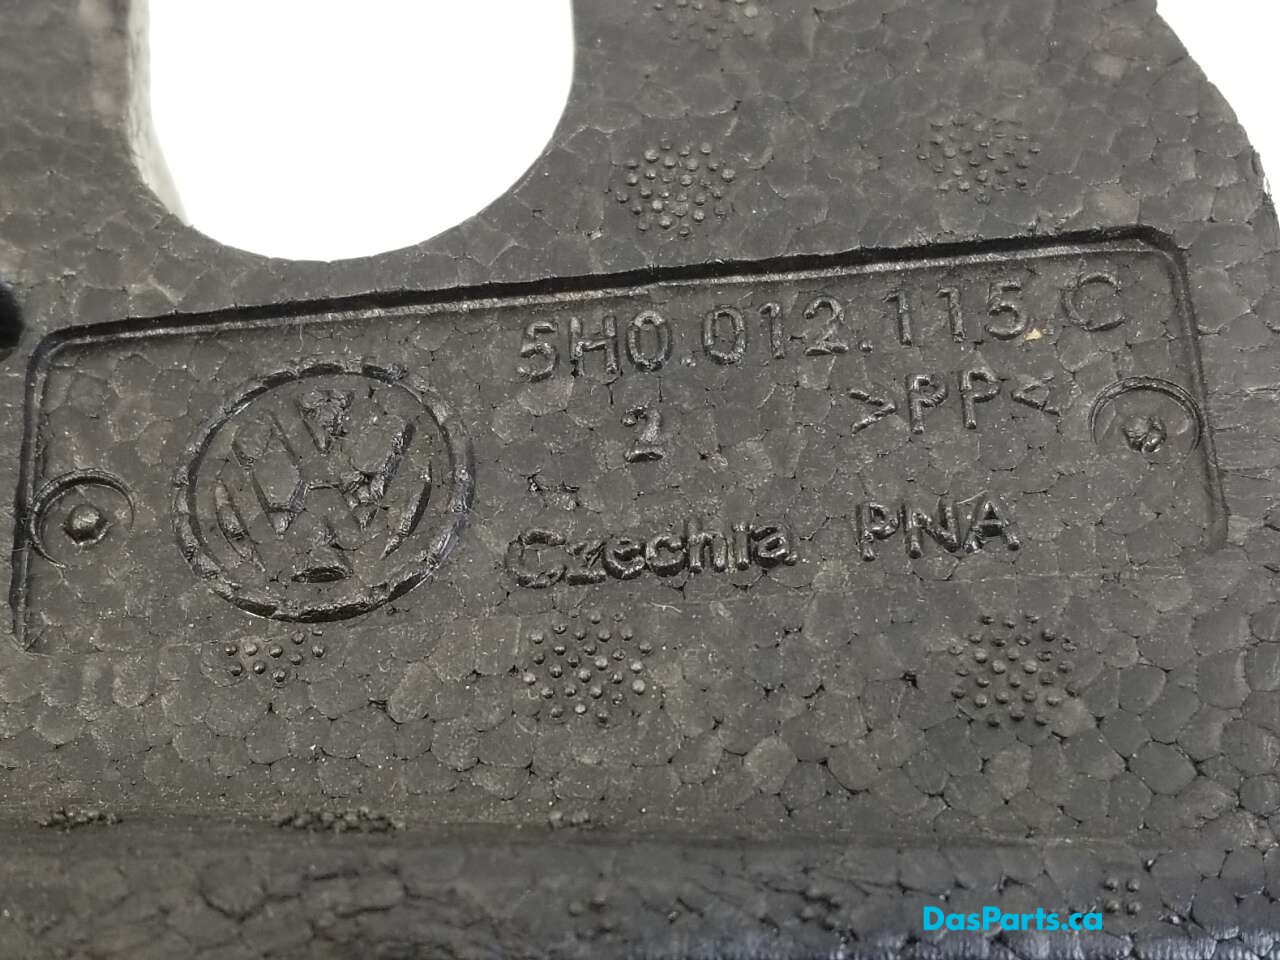 5H0.012.115.C
2 >PP<
Czechia PNA
DasParts.ca